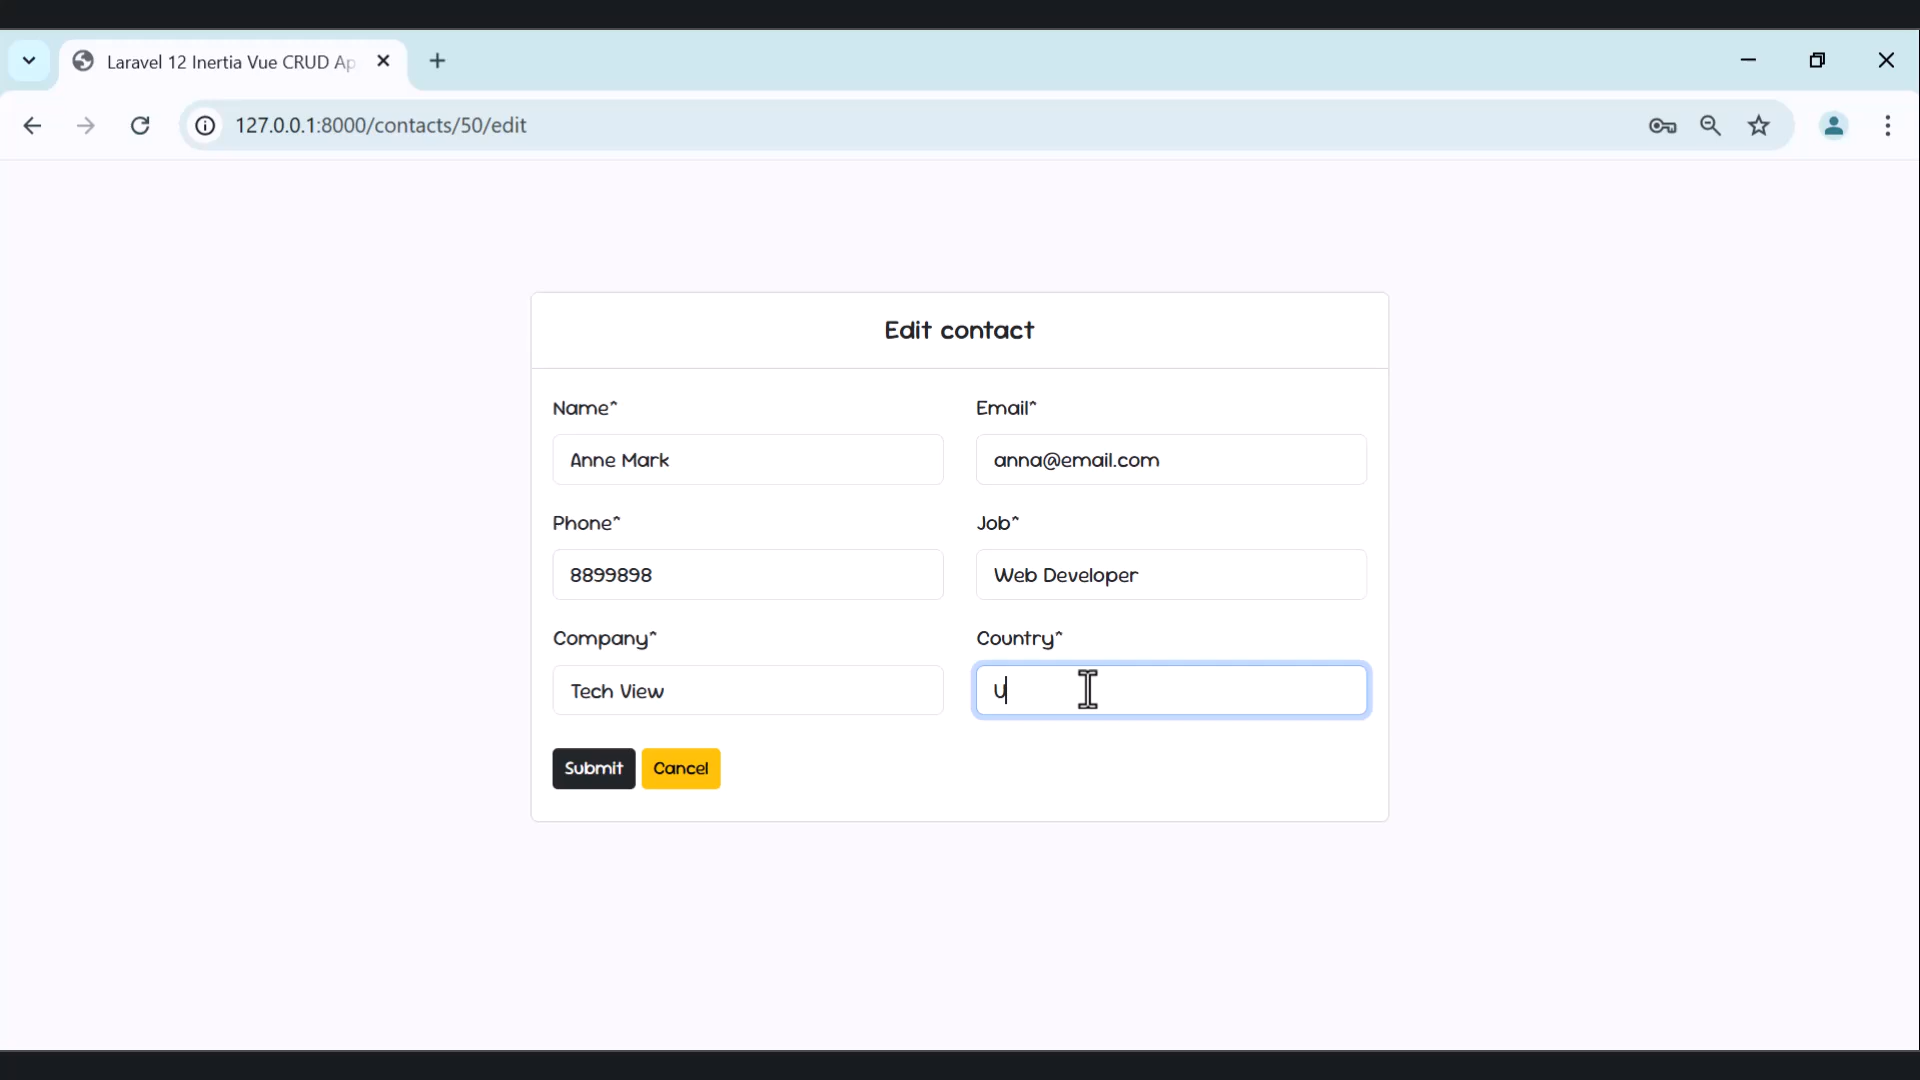 Laravel 12 Inertia Vue CRUD Ap
127.0.0.1:8000/contacts/50/edit
Edit contact
Name*
Email*
Anne Mark
anna@email.com
Phone*
Job*
8899898
Web Developer
Company*
Country*
Tech View
U
Submit
Cancel